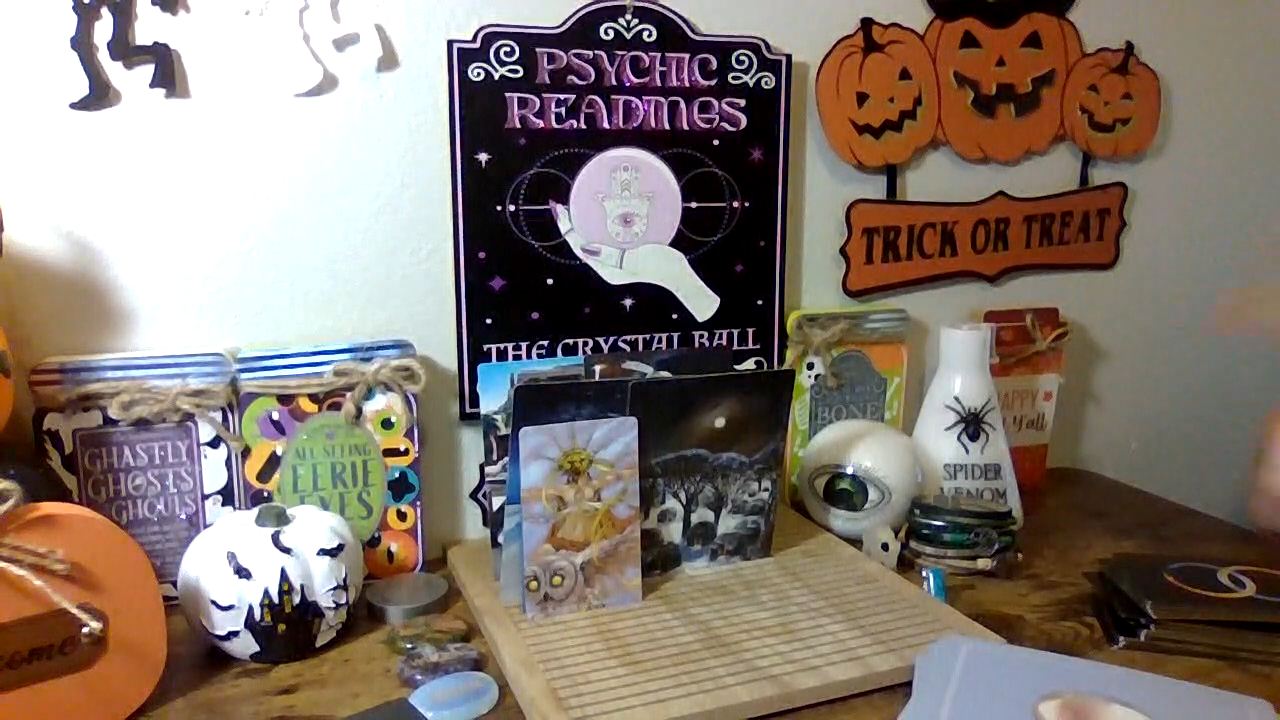 PSYCHIC
READINGS
THE CRYSTAL BALL
TRICK OR TREAT
GHASTLY
GHOSTS
GHOULS
ALL SEEING
EERIE
EYES
BONE
HAPPY
Y'all
SPIDER
VENOM